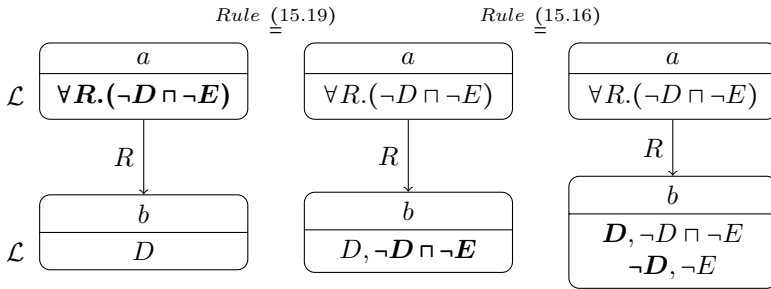 Rule (15.19)
=
Rule (15.16)
=
a
a
a
ℒ
∀R.(¬D ⊓ ¬E)
∀R.(¬D ⊓ ¬E)
∀R.(¬D ⊓ ¬E)
R
R
R
b
b
b
ℒ
D
D, ¬D ⊓ ¬E
D, ¬D ⊓ ¬E
¬D, ¬E